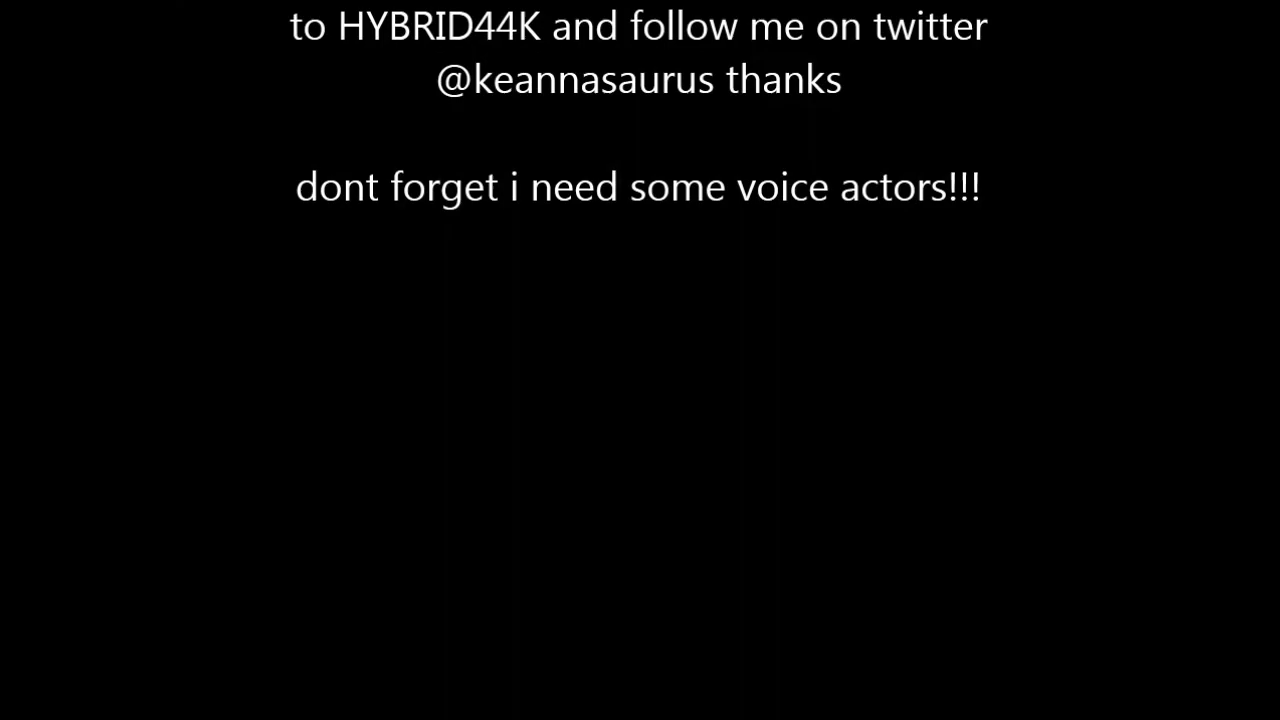 to HYBRID44K and follow me on twitter
@keannasaurus thanks
dont forget i need some voice actors!!!